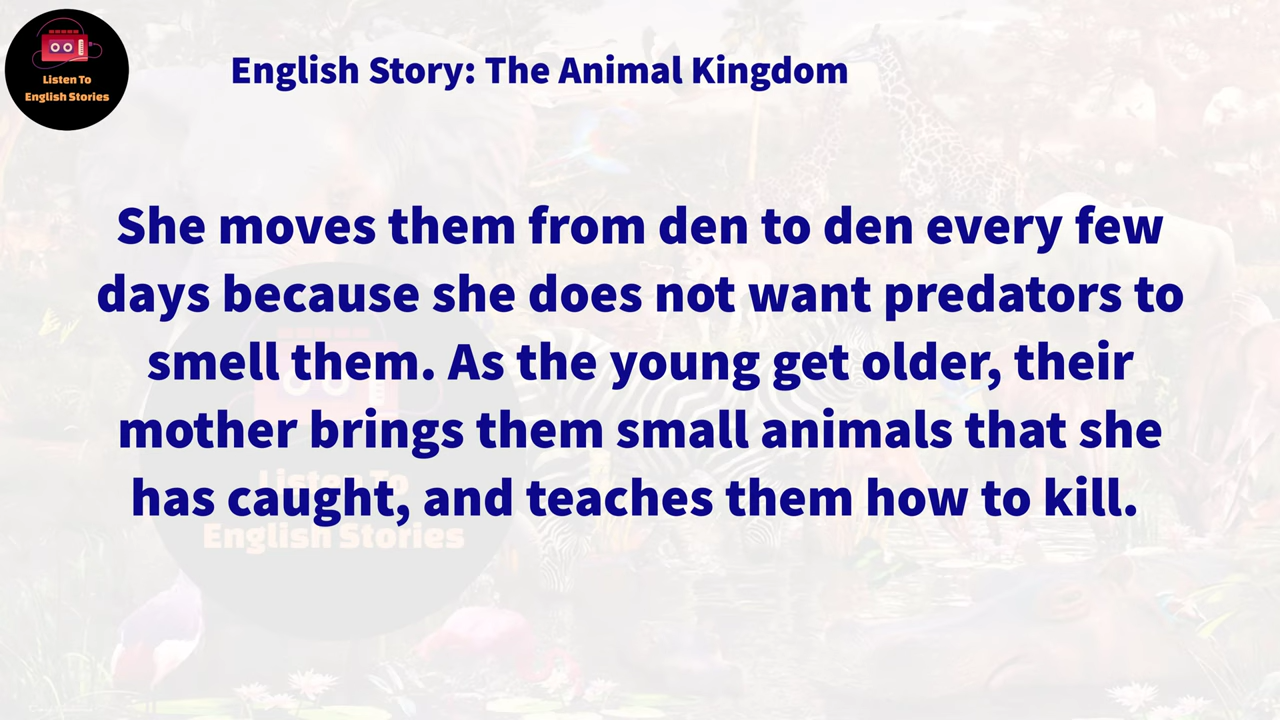 Listen To
English Stories
English Story: The Animal Kingdom
She moves them from den to den every few
days because she does not want predators to
smell them. As the young get older, their
mother brings them small animals that she
has caught, and teaches them how to kill.
Listen To
English Stories